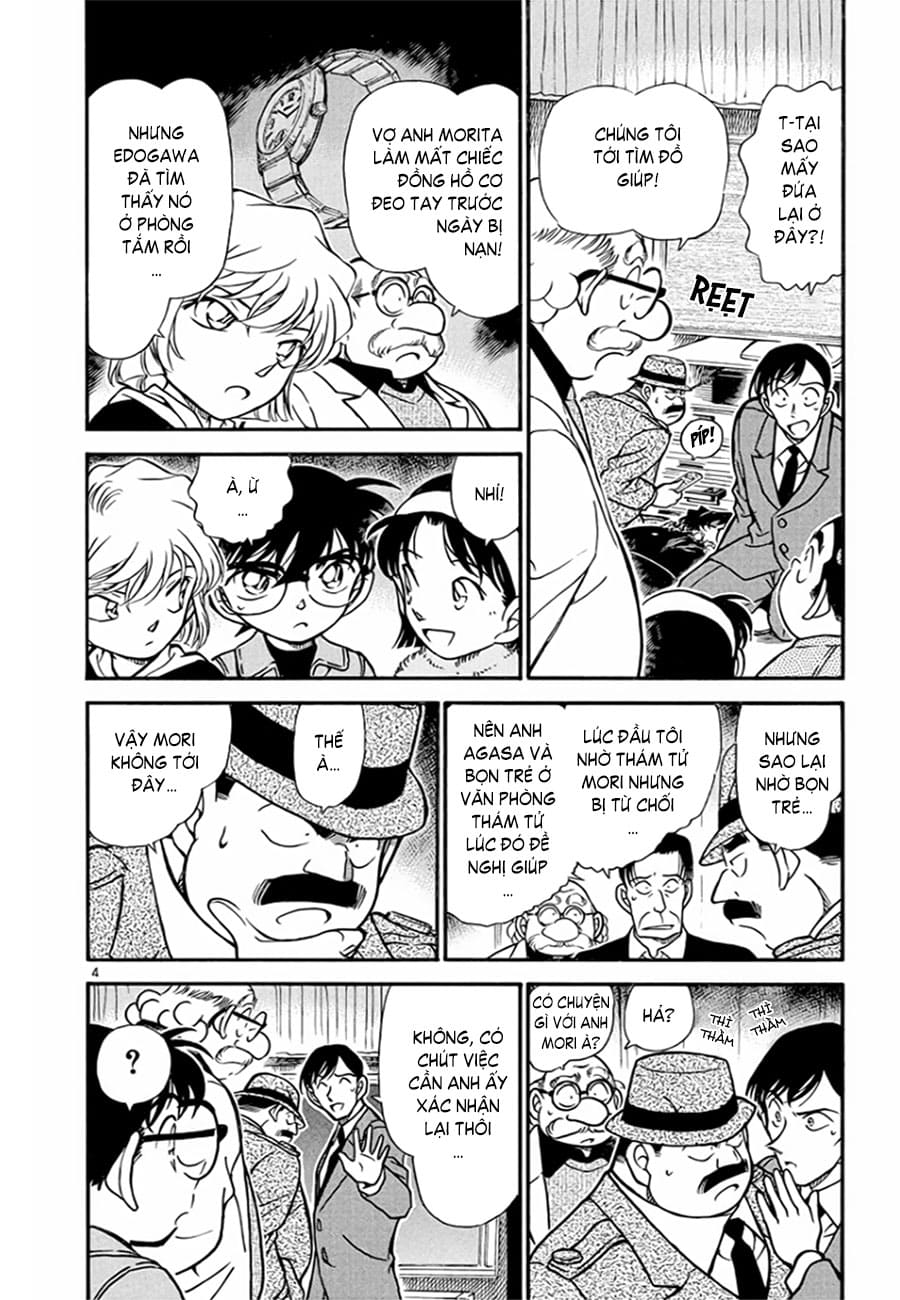 T-TẠI
SAO
MẤY
ĐỨA
LẠI Ở
ĐÂY?!
CHÚNG TÔI
TỚI TÌM ĐỒ
GIÚP!
RẸẸT
PÍP!
VỢ ANH MORITA
LÀM MẤT CHIẾC
ĐỒNG HỒ CƠ
ĐEO TAY TRƯỚC
NGÀY BỊ
NẠN!
NHƯNG
EDOGAWA
ĐÃ TÌM
THẤY NÓ
Ở PHÒNG
TẮM RỒI
...
NHỈ!
À, Ừ
...
NHƯNG
SAO LẠI
NHỜ BỌN
TRẺ...
LÚC ĐẦU TÔI
NHỜ THÁM TỬ
MORI NHƯNG
BỊ TỪ CHỐI
...
NÊN ANH
AGASA VÀ
BỌN TRẺ Ở
VĂN PHÒNG
THÁM TỬ
LÚC ĐÓ ĐỀ
NGHỊ GIÚP
...
THẾ
À...
VẬY MORI
KHÔNG TỚI
ĐÂY...
4
THÌ
THẦM
THÌ
THẦM
HẢ?
CÓ CHUYỆN
GÌ VỚI ANH
MORI À?
KHÔNG, CÓ
CHÚT VIỆC
CẦN ANH ẤY
XÁC NHẬN
LẠI THÔI
...
?